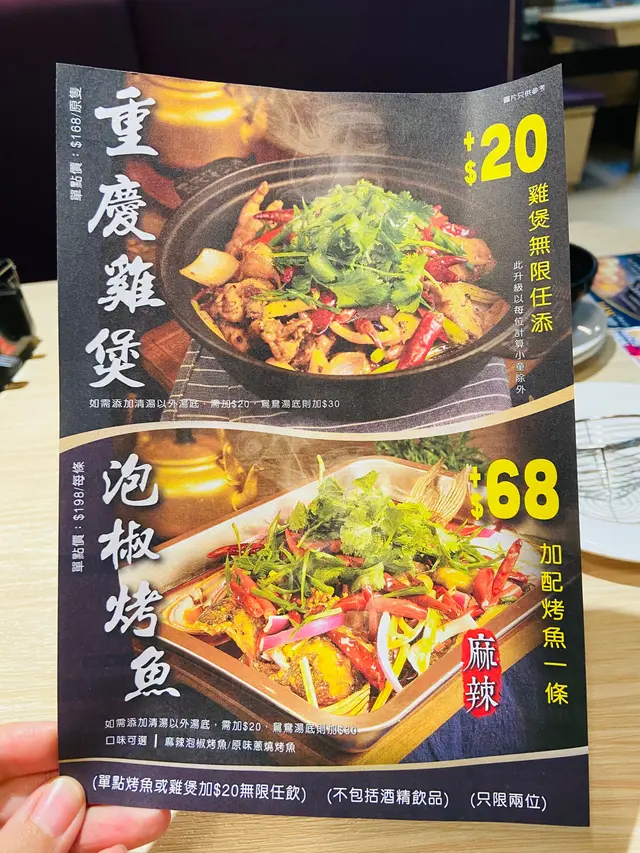 圖片只供參考
單點價：$168/原隻
重慶雞煲
+$20
雞煲無限任添
此升級以每位計算小童除外
如需添加清湯以外湯底，需加$20，鴛鴦湯底則加$30
單點價：$198/每條
泡椒烤魚
+$68
加配烤魚一條
麻辣
如需添加清湯以外湯底，需加$20，鴛鴦湯底則加$30
口味可選 | 麻辣泡椒烤魚/原味蔥燒烤魚
(單點烤魚或雞煲加$20無限任飲) (不包括酒精飲品) (只限兩位)